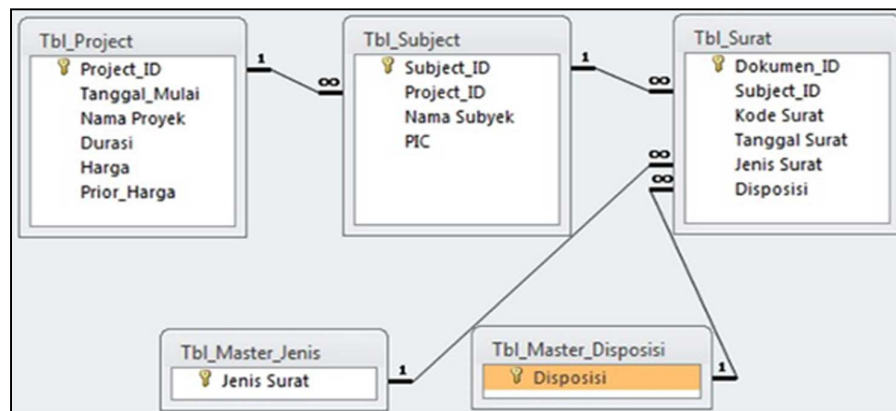 Tbl_Project
Project_ID
Tanggal_Mulai
Nama Proyek
Durasi
Harga
Prior_Harga
1
∞
Tbl_Subject
Subject_ID
Project_ID
Nama Subyek
PIC
1
∞
Tbl_Surat
Dokumen_ID
Subject_ID
Kode Surat
Tanggal Surat
Jenis Surat
Disposisi
∞
∞
Tbl_Master_Jenis
Jenis Surat
1
Tbl_Master_Disposisi
Disposisi
1